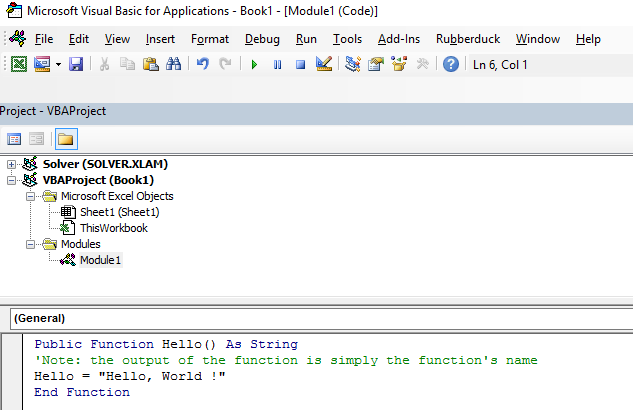 Microsoft Visual Basic for Applications - Book1 - [Module1 (Code)]
File Edit View Insert Format Debug Run Tools Add-Ins Rubberduck Window Help
Ln 6, Col 1
Project - VBAProject
Solver (SOLVER.XLAM)
VBAProject (Book1)
Microsoft Excel Objects
Sheet1 (Sheet1)
ThisWorkbook
Modules
Module1
(General)
Public Function Hello() As String
'Note: the output of the function is simply the function's name
Hello = "Hello, World !"
End Function